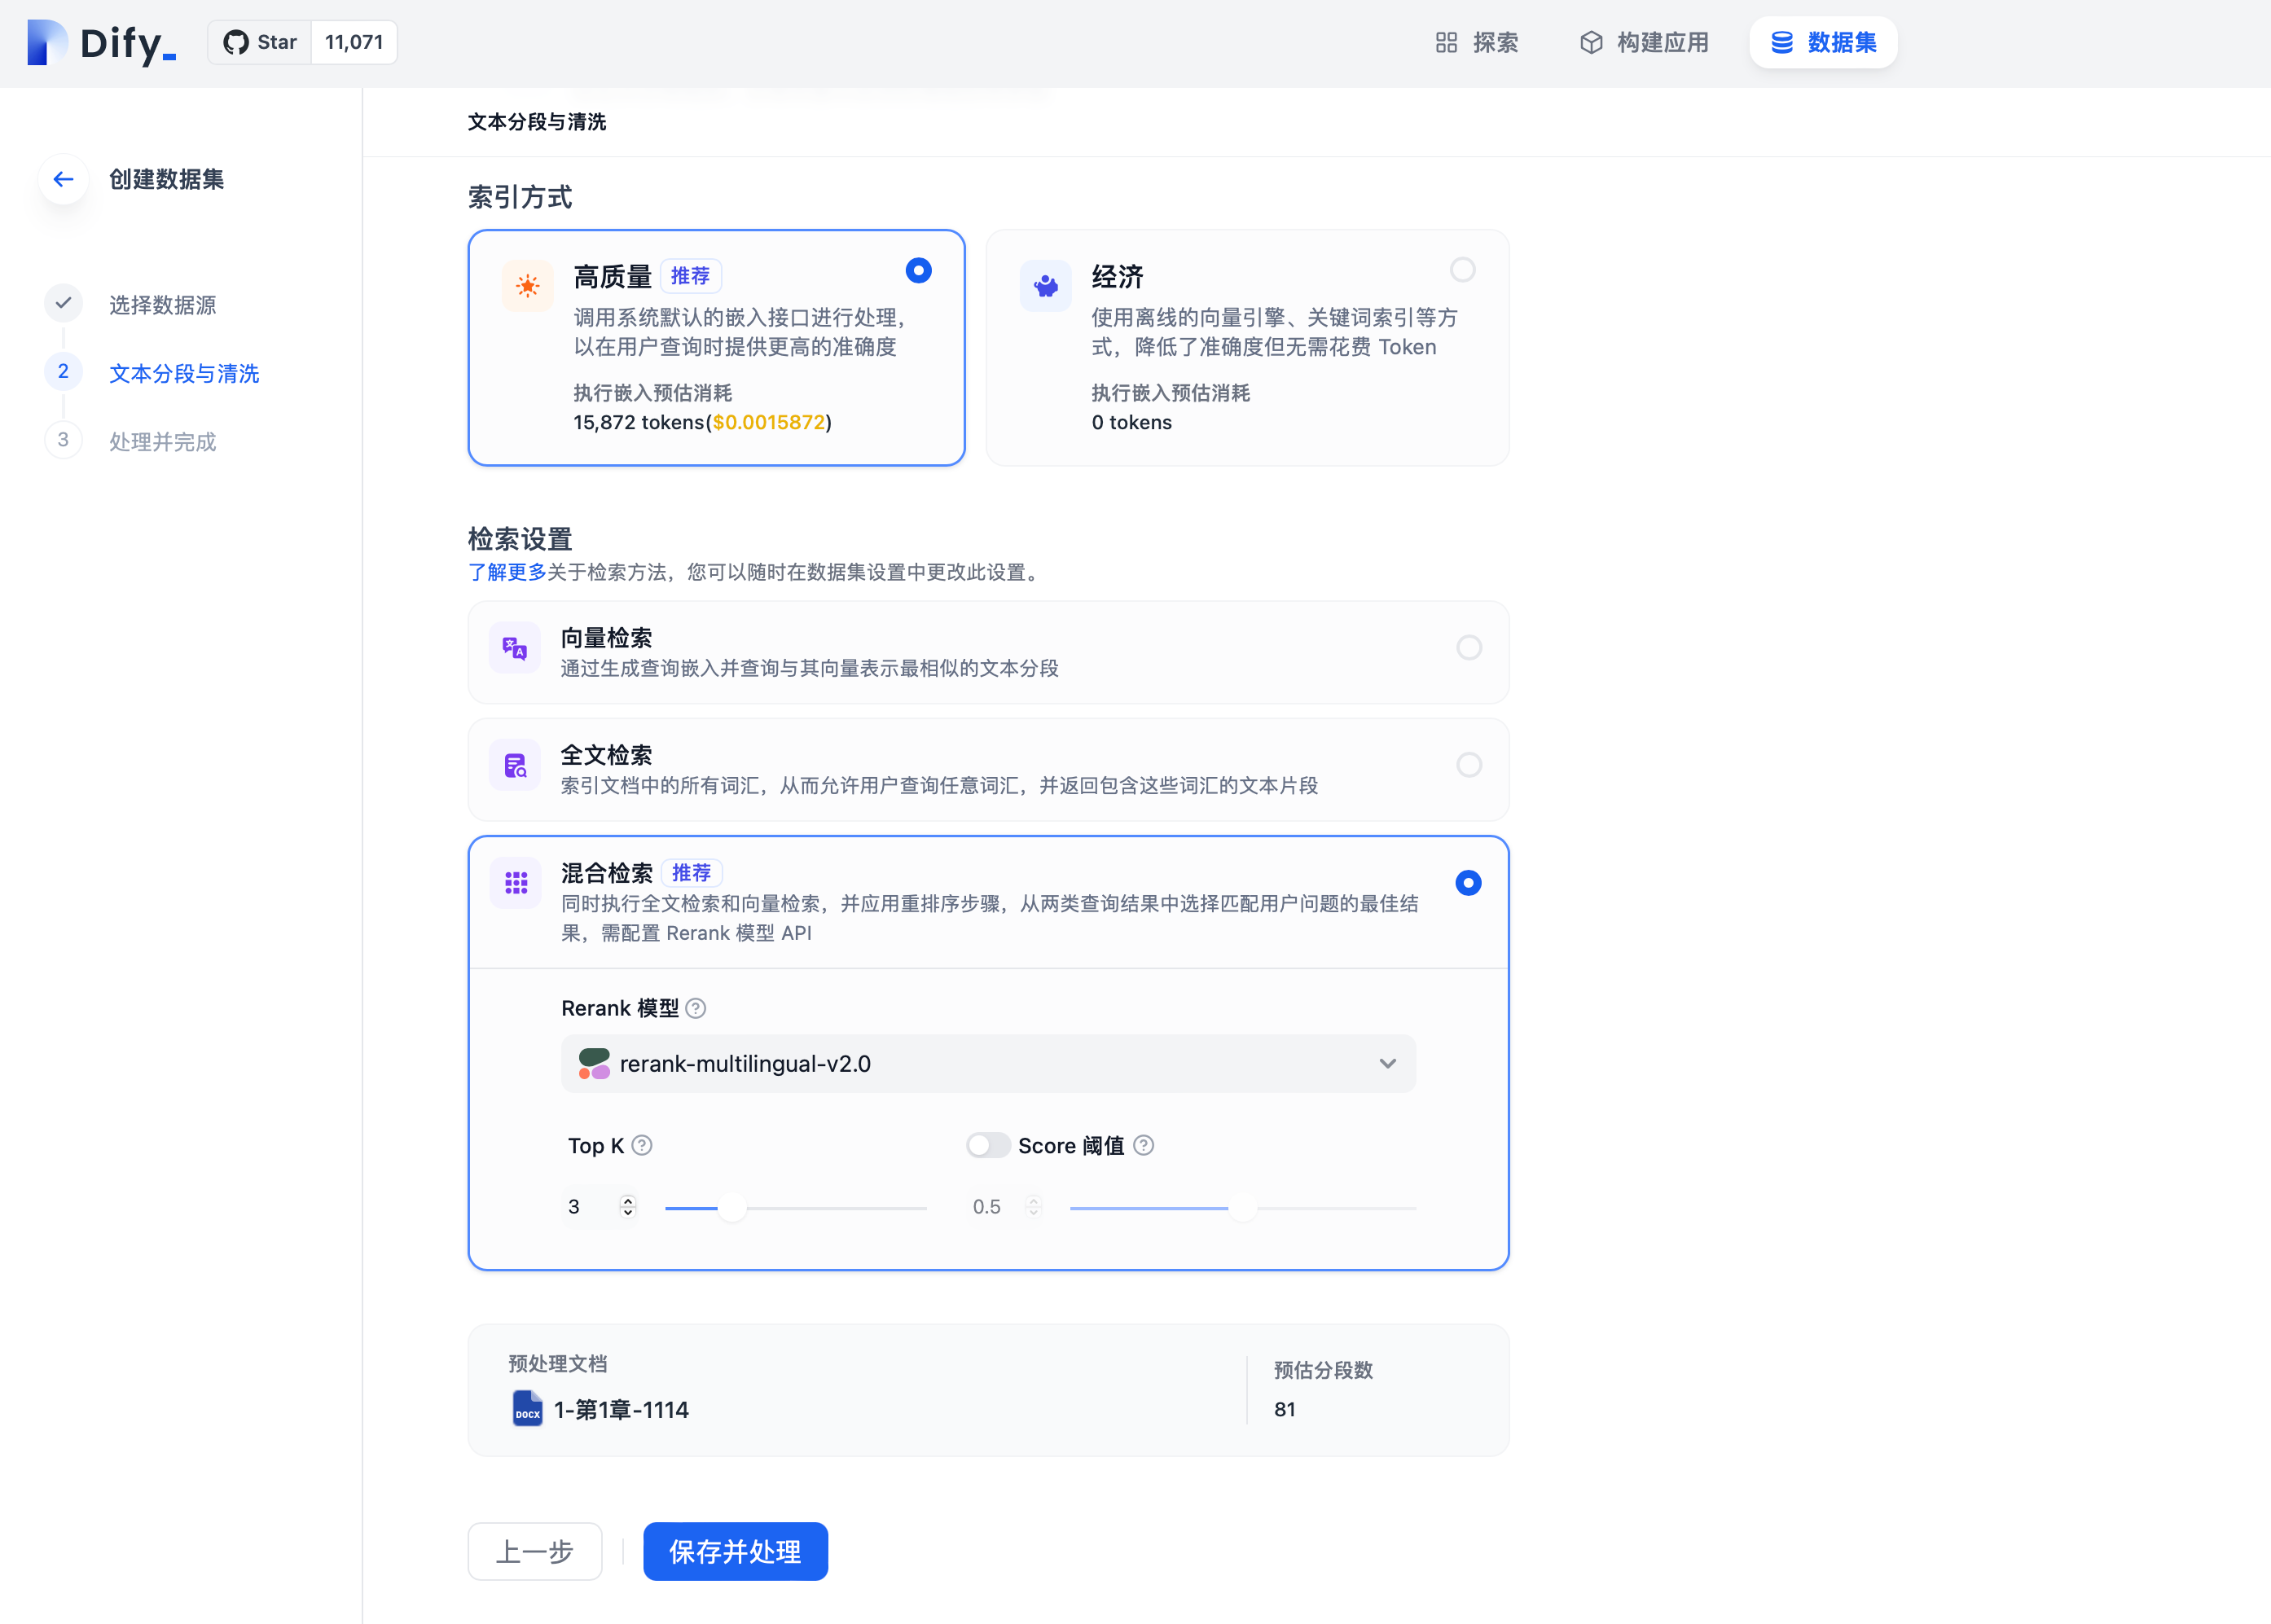 Dify_
Star 11,071
探索
构建应用
数据集
创建数据集
选择数据源
2 文本分段与清洗
3 处理并完成
文本分段与清洗
索引方式
高质量 推荐
调用系统默认的嵌入接口进行处理，
以在用户查询时提供更高的准确度
执行嵌入预估消耗
15,872 tokens($0.0015872)
经济
使用离线的向量引擎、关键词索引等方
式，降低了准确度但无需花费 Token
执行嵌入预估消耗
0 tokens
检索设置
了解更多关于检索方法，您可以随时在数据集设置中更改此设置。
向量检索
通过生成查询嵌入并查询与其向量表示最相似的文本分段
全文检索
索引文档中的所有词汇，从而允许用户查询任意词汇，并返回包含这些词汇的文本片段
混合检索 推荐
同时执行全文检索和向量检索，并应用重排序步骤，从两类查询结果中选择匹配用户问题的最佳结
果，需配置 Rerank 模型 API
Rerank 模型
rerank-multilingual-v2.0
Top K
Score 阈值
3
0.5
预处理文档
DOCX 1-第1章-1114
预估分段数
81
上一步
保存并处理